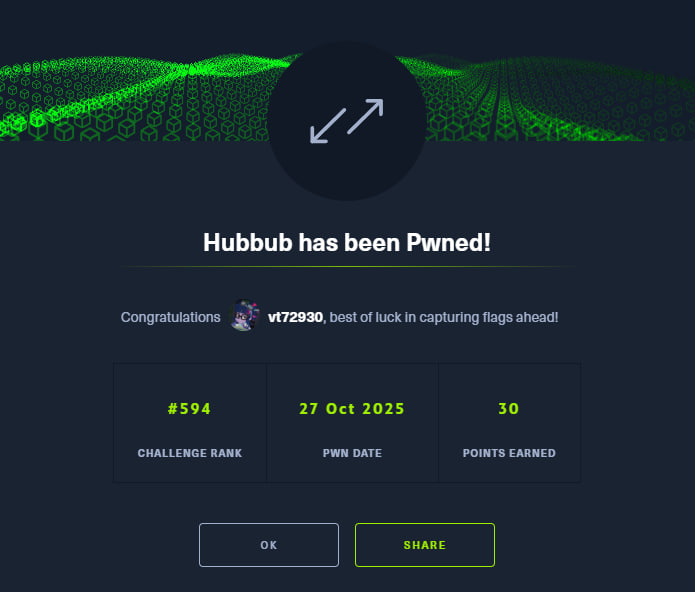 Hubbub has been Pwned!
Congratulations vt72930, best of luck in capturing flags ahead!
#594 27 Oct 2025 30
CHALLENGE RANK PWN DATE POINTS EARNED
OK SHARE